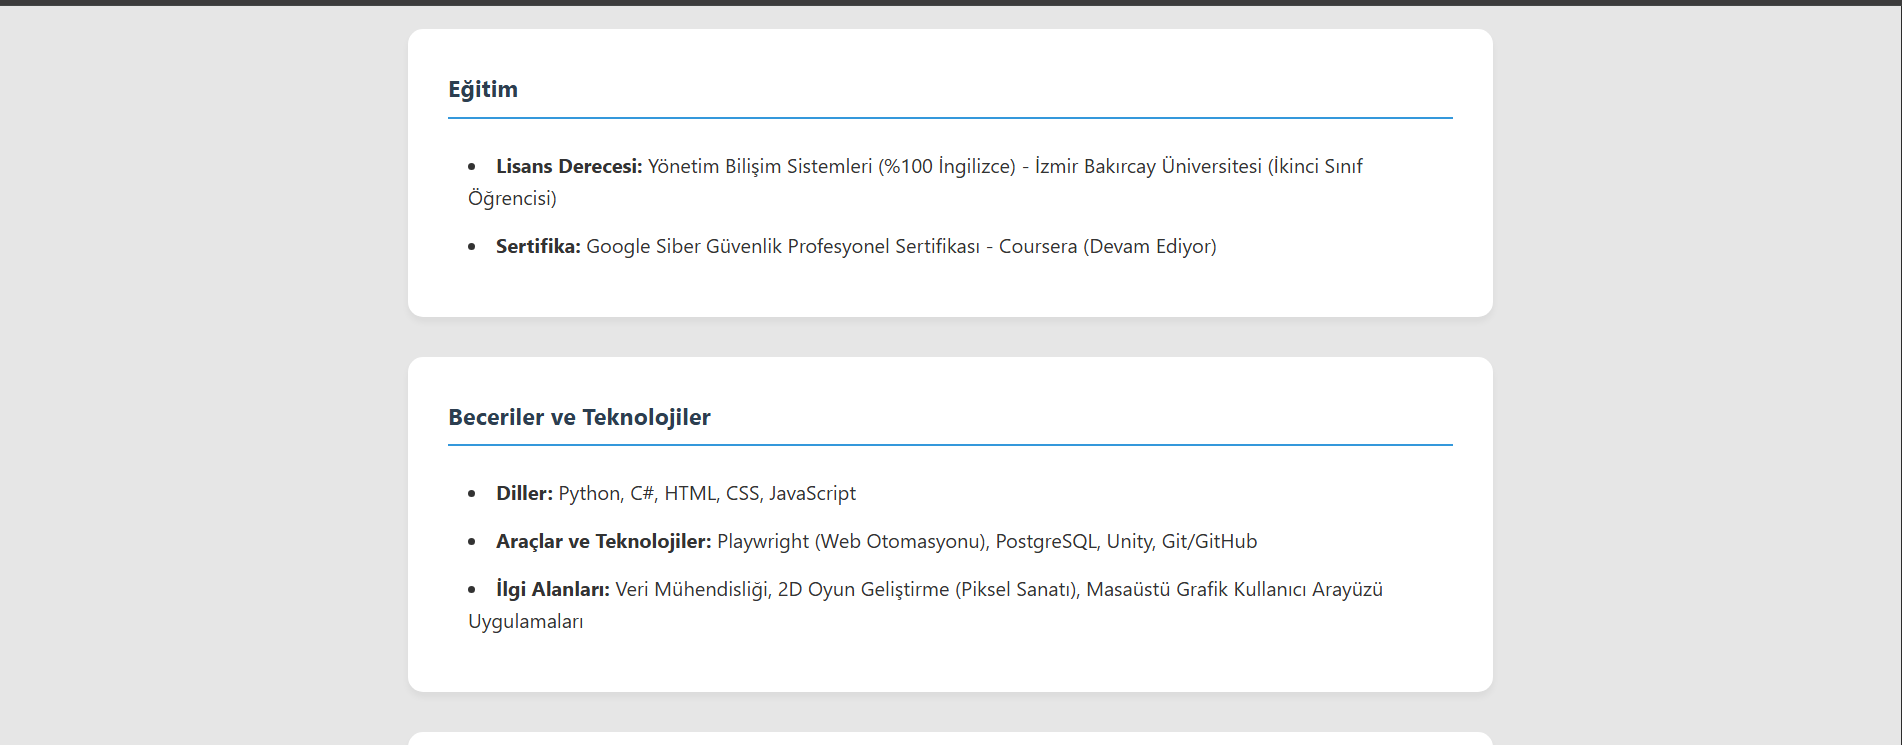 Eğitim
• Lisans Derecesi: Yönetim Bilişim Sistemleri (%100 İngilizce) - İzmir Bakırcay Üniversitesi (İkinci Sınıf
Öğrencisi)
• Sertifika: Google Siber Güvenlik Profesyonel Sertifikası - Coursera (Devam Ediyor)
Beceriler ve Teknolojiler
• Diller: Python, C#, HTML, CSS, JavaScript
• Araçlar ve Teknolojiler: Playwright (Web Otomasyonu), PostgreSQL, Unity, Git/GitHub
• İlgi Alanları: Veri Mühendisliği, 2D Oyun Geliştirme (Piksel Sanatı), Masaüstü Grafik Kullanıcı Arayüzü
Uygulamaları